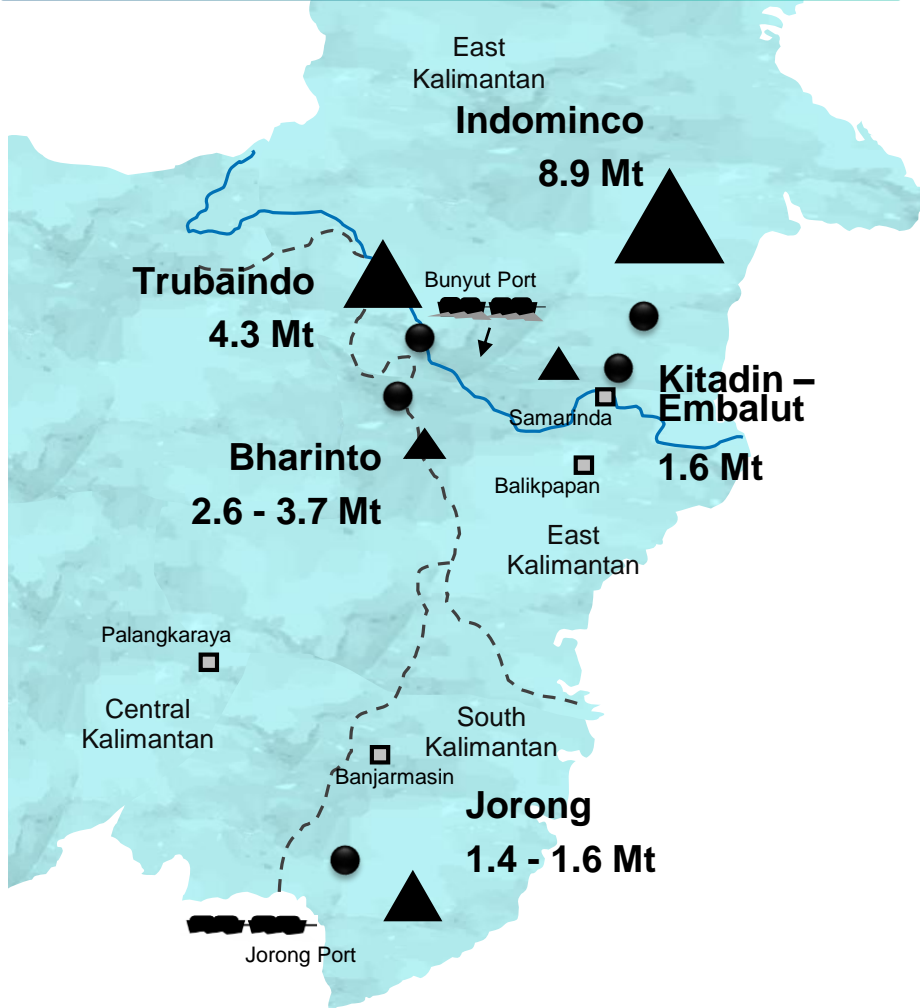 East
Kalimantan
Indominco
8.9 Mt
Trubaindo
4.3 Mt
Bunyut Port
Kitadin –
Embalut
1.6 Mt
Samarinda
Bharinto
2.6 - 3.7 Mt
Balikpapan
East
Kalimantan
Palangkaraya
Central
Kalimantan
South
Kalimantan
Banjarmasin
Jorong
1.4 - 1.6 Mt
Jorong Port